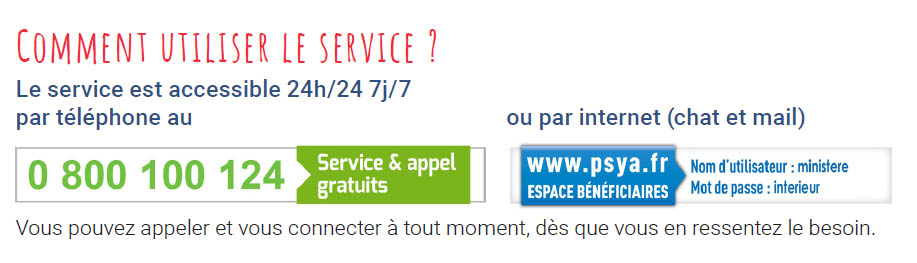 COMMENT UTILISER LE SERVICE ?
Le service est accessible 24h/24 7j/7
par téléphone au
0 800 100 124
Service & appel
gratuits
ou par internet (chat et mail)
www.psya.fr
ESPACE BÉNÉFICIAIRES
Nom d'utilisateur : ministere
Mot de passe : interieur
Vous pouvez appeler et vous connecter à tout moment, dès que vous en ressentez le besoin.